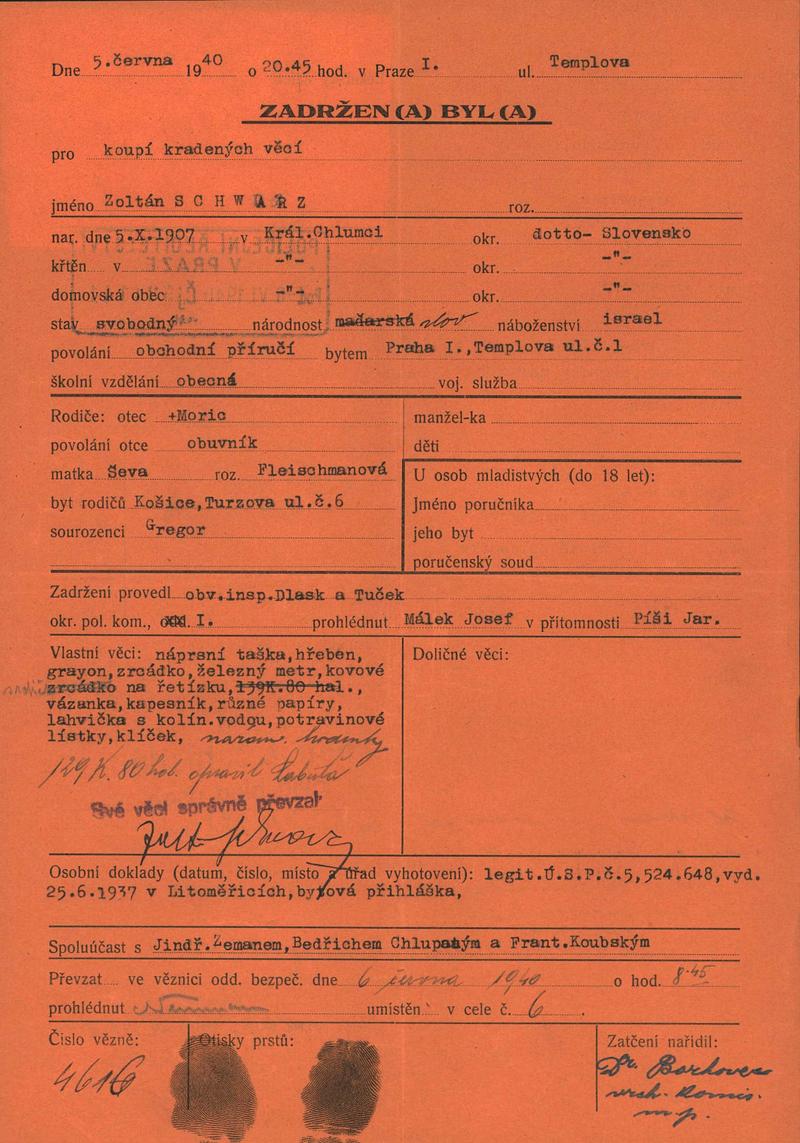 Dne 5.června 1940 o 20.45 hod. v Praze I. ul. Templova
ZADRŽEN (A) BYL (A)
pro koupí kradených věcí
jméno Zoltán S C H W A R Z roz.
nar. dne 5.X.1907 v Král.Chlumci okr. dotto- Slovensko
křtěn v -"- okr. -"-
domovská obec -"- okr. -"-
stav svobodný národnost maďarská slov náboženství israel
povolání obchodní příručí bytem Praha I.,Templova ul.č.1
školní vzdělání obecná voj. služba
Rodiče: otec +Moric manžel-ka
povolání otce obuvník děti
matka Ševa roz. Fleischmanová U osob mladistvých (do 18 let):
byt rodičů Košice,Turzova ul.č.6 Jméno poručníka
sourozenci Gregor jeho byt
poručenský soud
Zadržení provedl obv.insp.Dlask a Tuček
okr. pol. kom., I. prohlédnut Málek Josef v přítomnosti Píši Jar.
Vlastní věci: náprsní taška,hřeben, Doličné věci:
grayon,zrcádko,železný metr,kovové
zrcádko na řetízku,139K.80 hal.,
vázanka,kapesník,různé papíry,
lahvička s kolín.vodou,potravinové
lístky,klíček, náram. hodinky
129 K. 80 hal. opravil Labuťa
Své věci správně převzal
Osobní doklady (datum, číslo, místo a úřad vyhotovení): legit.Ú.S.P.č.5,524.648,vyd.
25.6.1937 v Litoměřicích,bytová přihláška,
Spoluúčast s Jindř.Zemanem,Bedřichem Chlupatým a Frant.Koubským
Převzat ve věznici odd. bezpeč. dne 6 června 1940 o hod. 8·45
prohlédnut umístěn v cele č. 6.
Číslo vězně: Otisky prstů: Zatčení nařídil:
4616 Dr. Borkovec
vrch. komis.
m.p.